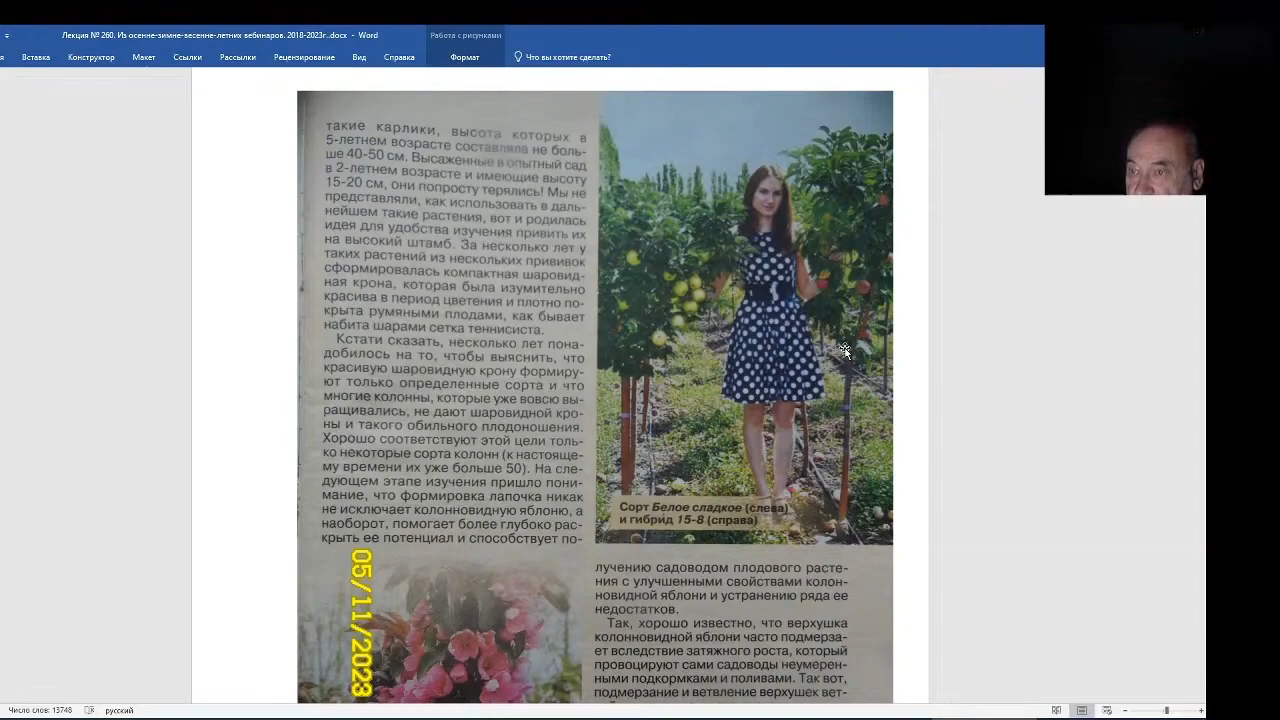 Лекция № 260. Из осенне-зимне-весенне-летних вебинаров. 2018-2023г..docx - Word
Работа с рисунками
Вставка
Конструктор
Макет
Ссылки
Рассылки
Рецензирование
Вид
Справка
Формат
Что вы хотите сделать?
такие карлики, высота которых в
5-летнем возрасте составляла не боль-
ше 40-50 см. Высаженные в опытный сад
в 2-летнем возрасте и имеющие высоту
15-20 см, они попросту терялись! Мы не
представляли, как использовать в даль-
нейшем такие растения, вот и родилась
идея для удобства изучения привить их
на высокий штамб. За несколько лет у
таких растений из нескольких прививок
сформировалась компактная шаровид-
ная крона, которая была изумительно
красива в период цветения и плотно по-
крыта румяными плодами, как бывает
набита шарами сетка теннисиста.
Кстати сказать, несколько лет пона-
добилось на то, чтобы выяснить, что
красивую шаровидную крону формиру-
ют только определенные сорта и что
многие колонны, которые уже вовсю вы-
ращивались, не дают шаровидной кро-
ны и такого обильного плодоношения.
Хорошо соответствуют этой цели толь-
ко некоторые сорта колонн (к настояще-
му времени их уже больше 50). На сле-
дующем этапе изучения пришло пони-
мание, что формировка лапочка никак
не исключает колонновидную яблоню, а
наоборот, помогает более глубоко рас-
крыть ее потенциал и способствует по-
Сорт Белое сладкое (слева)
и гибрид 15-8 (справа)
05/11/2023
лучению садоводом плодового расте-
ния с улучшенными свойствами колон-
новидной яблони и устранению ряда ее
недостатков.
Так, хорошо известно, что верхушка
колонновидной яблони часто подмерза-
ет вследствие затяжного роста, который
провоцируют сами садоводы неумерен-
ными подкормками и поливами. Так вот,
подмерзание и ветвление верхушек вет-
Число слов: 13748
русский